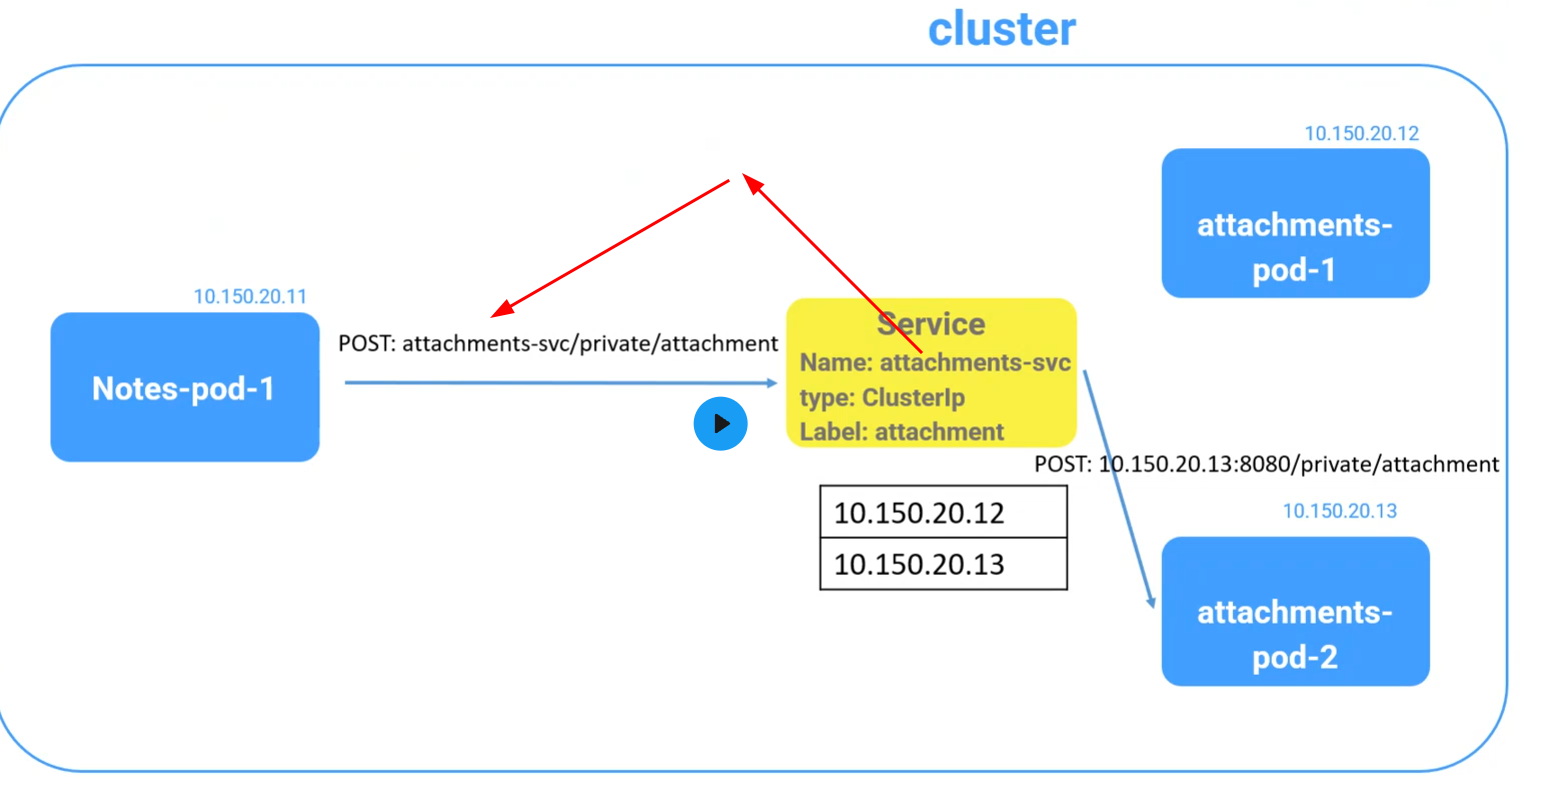 cluster
10.150.20.12
attachments-
pod-1
10.150.20.11
Notes-pod-1
POST: attachments-svc/private/attachment
Service
Name: attachments-svc
type: ClusterIp
Label: attachment
POST: 10.150.20.13:8080/private/attachment
10.150.20.12
10.150.20.13
10.150.20.13
attachments-
pod-2